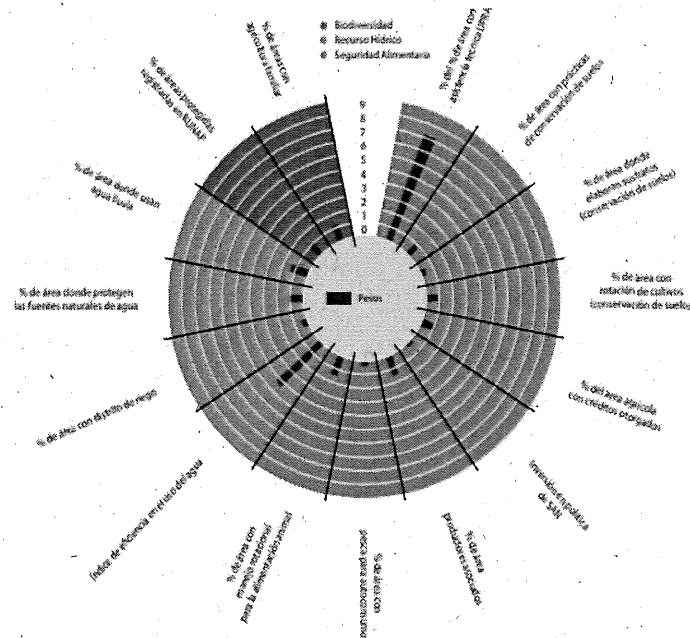 Biodiversidad
Recurso Hídrico
Seguridad Alimentaria
% del % de área con
asistencia técnica UPRA
% de área con prácticas
de conservación de suelos
% de área donde
elaboran sustratos
(conservación de suelos)
% de área con
rotación de cultivos
(conservación de suelos)
% del área agrícola
con créditos otorgados
Inversión en política
de SAN
% de área
productores asociados
% de área con
pesca para autoconsumo
% de área con
manejo rotacional
para la alimentación animal
Índice de eficiencia en el uso del agua
% de área con distrito de riego
% de área donde protegen
las fuentes naturales de agua
% de área donde usan
agua lluvia
% de áreas protegidas
registradas en RUNAP
% de áreas con
agricultura familiar
9
8
7
6
5
4
3
2
1
0
Pesos